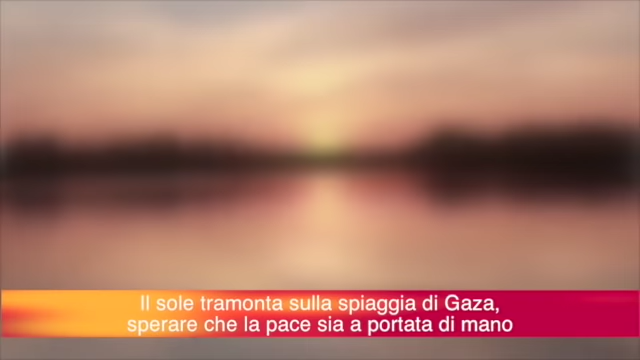 Il sole tramonta sulla spiaggia di Gaza,
sperare che la pace sia a portata di mano